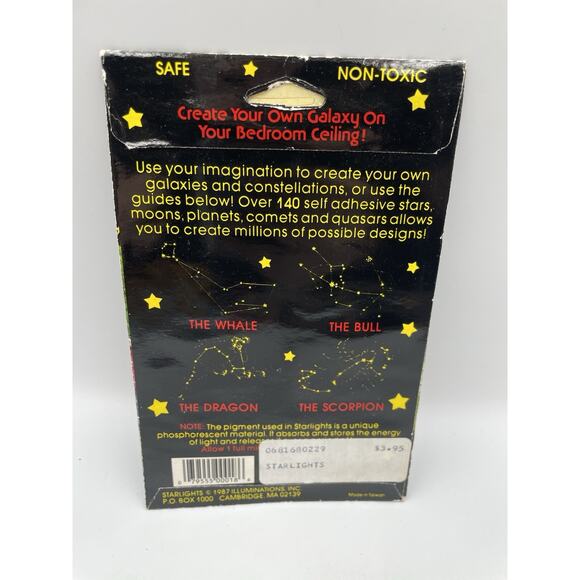 SAFE NON-TOXIC
Create Your Own Galaxy On
Your Bedroom Ceiling!
Use your imagination to create your own
galaxies and constellations, or use the
guides below! Over 140 self adhesive stars,
moons, planets, comets and quasars allows
you to create millions of possible designs!
THE WHALE THE BULL
THE DRAGON THE SCORPION
NOTE: The pigment used in Starlights is a unique
phosphorescent material. It absorbs and stores the energy
of light and
Allow 1 full
0681680229 $3.95
STARLIGHTS
0 79555 00018 6
STARLIGHTS © 1987 ILLUMINATIONS, INC.
P.O. BOX 1000 CAMBRIDGE, MA 02139
Made in Taiwan